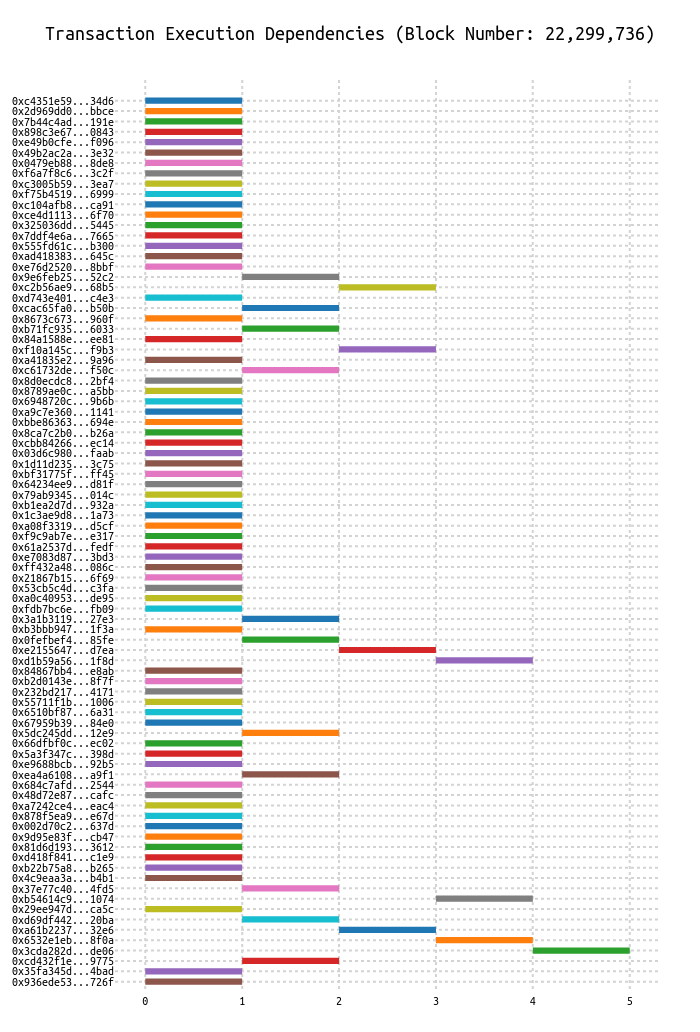 Transaction Execution Dependencies (Block Number: 22,299,736)
0xc4351e59...34d6
0x2d969dd0...bbce
0x7b44c4ad...191e
0x898c3e67...0843
0xe49b0cfe...f096
0x49b2ac2a...3e32
0x0479eb88...8de8
0xf6a7f8c6...3c2f
0xc3005b59...3ea7
0xf75b4519...6999
0xc104afb8...ca91
0xce4d1113...6f70
0x325036dd...5445
0x7ddf4e6a...7665
0x555fd61c...b300
0xad418383...645c
0xe76d2520...8bbf
0x9e6feb25...52c2
0xc2b56ae9...68b5
0xd743e401...c4e3
0xcac65fa0...b50b
0x8673c673...960f
0xb71fc935...6033
0x84a1588e...ee81
0xf10a145c...f9b3
0xa41835e2...9a96
0xc61732de...f50c
0x8d0ecdc8...2bf4
0x8789ae0c...a5bb
0x6948720c...9b6b
0xa9c7e360...1141
0xbbe86363...694e
0x8ca7c2b0...b26a
0xcbb84266...ec14
0x03d6c980...faab
0x1d11d235...3c75
0xbf31775f...ff45
0x64234ee9...d81f
0x79ab9345...014c
0xb1ea2d7d...932a
0x1c3ae9d8...1a73
0xa08f3319...d5cf
0xf9c9ab7e...e317
0x61a2537d...fedf
0xe7083d87...3bd3
0xff432a48...086c
0x21867b15...6f69
0x53cb5c4d...c3fa
0xa0c40953...de95
0xfdb7bc6e...fb09
0x3a1b3119...27e3
0xb3bbb947...1f3a
0x0fefbef4...85fe
0xe2155647...d7ea
0xd1b59a56...1f8d
0x84867bb4...e8ab
0xb2d0143e...8f7f
0x232bd217...4171
0x55711f1b...1006
0x6510bf87...6a31
0x67959b39...84e0
0x5dc245dd...12e9
0x66dfbf0c...ec02
0x5a3f347c...398d
0xe9688bcb...92b5
0xea4a6108...a9f1
0x684c7afd...2544
0x48d72e87...cafc
0xa7242ce4...eac4
0x878f5ea9...e67d
0x002d70c2...637d
0x9d95e83f...cb47
0x81d6d193...3612
0xd418f841...c1e9
0xb22b75a8...b265
0x4c9eaa3a...b4b1
0x37e77c40...4fd5
0xb54614c9...1074
0x29ee947d...ca5c
0xd69df442...20ba
0xa61b2237...32e6
0x6532e1eb...8f0a
0x3cda282d...de06
0xcd432f1e...9775
0x35fa345d...4bad
0x936ede53...726f
0 1 2 3 4 5